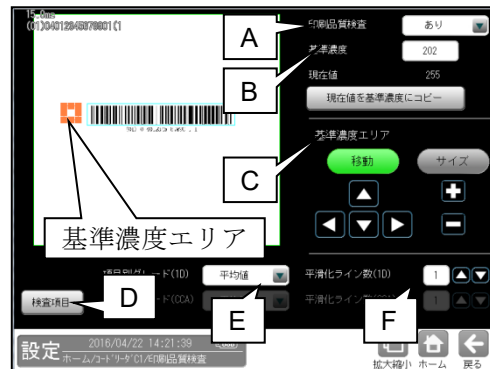 15.0ms
A
印刷品質検査
あり
基準濃度
202
B
現在値
255
現在値を基準濃度にコピー
基準濃度エリア
C
移動
サイズ
基準濃度エリア
平均値
平滑化ライン数(1D)
1
検査項目
D
E
F
1
設定
2016/04/22 14:21:39
ホーム/コードリーダ(C1)/印刷品質検査
拡大縮小
ホーム
戻る